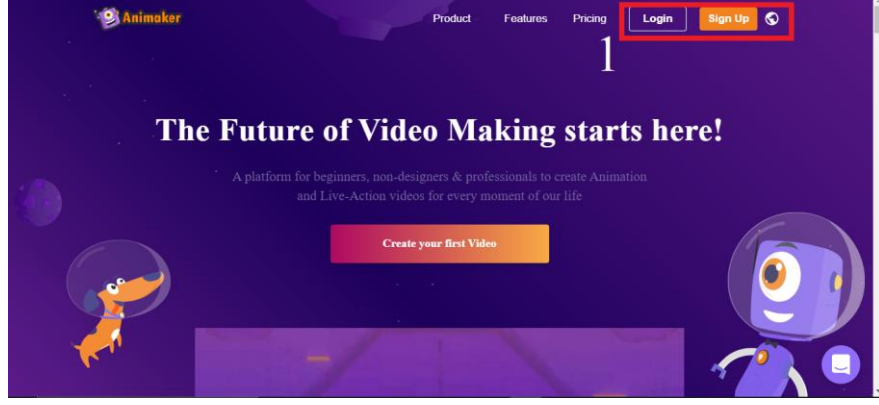 Animaker
Product Features Pricing Login Sign Up
1
The Future of Video Making starts here!
A platform for beginners, non-designers & professionals to create Animation
and Live-Action videos for every moment of our life
Create your first Video